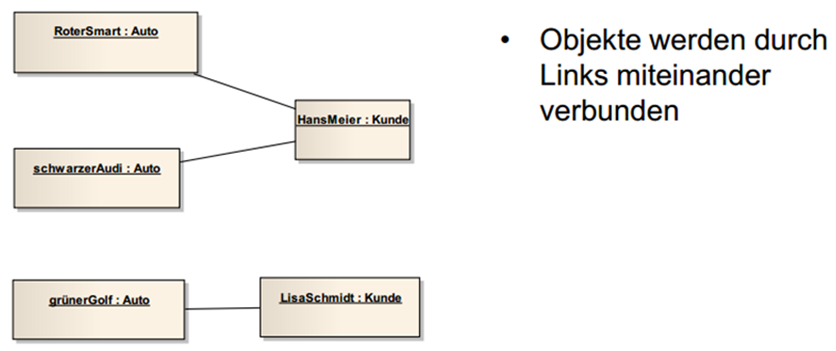 RoterSmart : Auto
HansMeier : Kunde
schwarzerAudi : Auto
grünerGolf : Auto
LisaSchmidt : Kunde
• Objekte werden durch
Links miteinander
verbunden